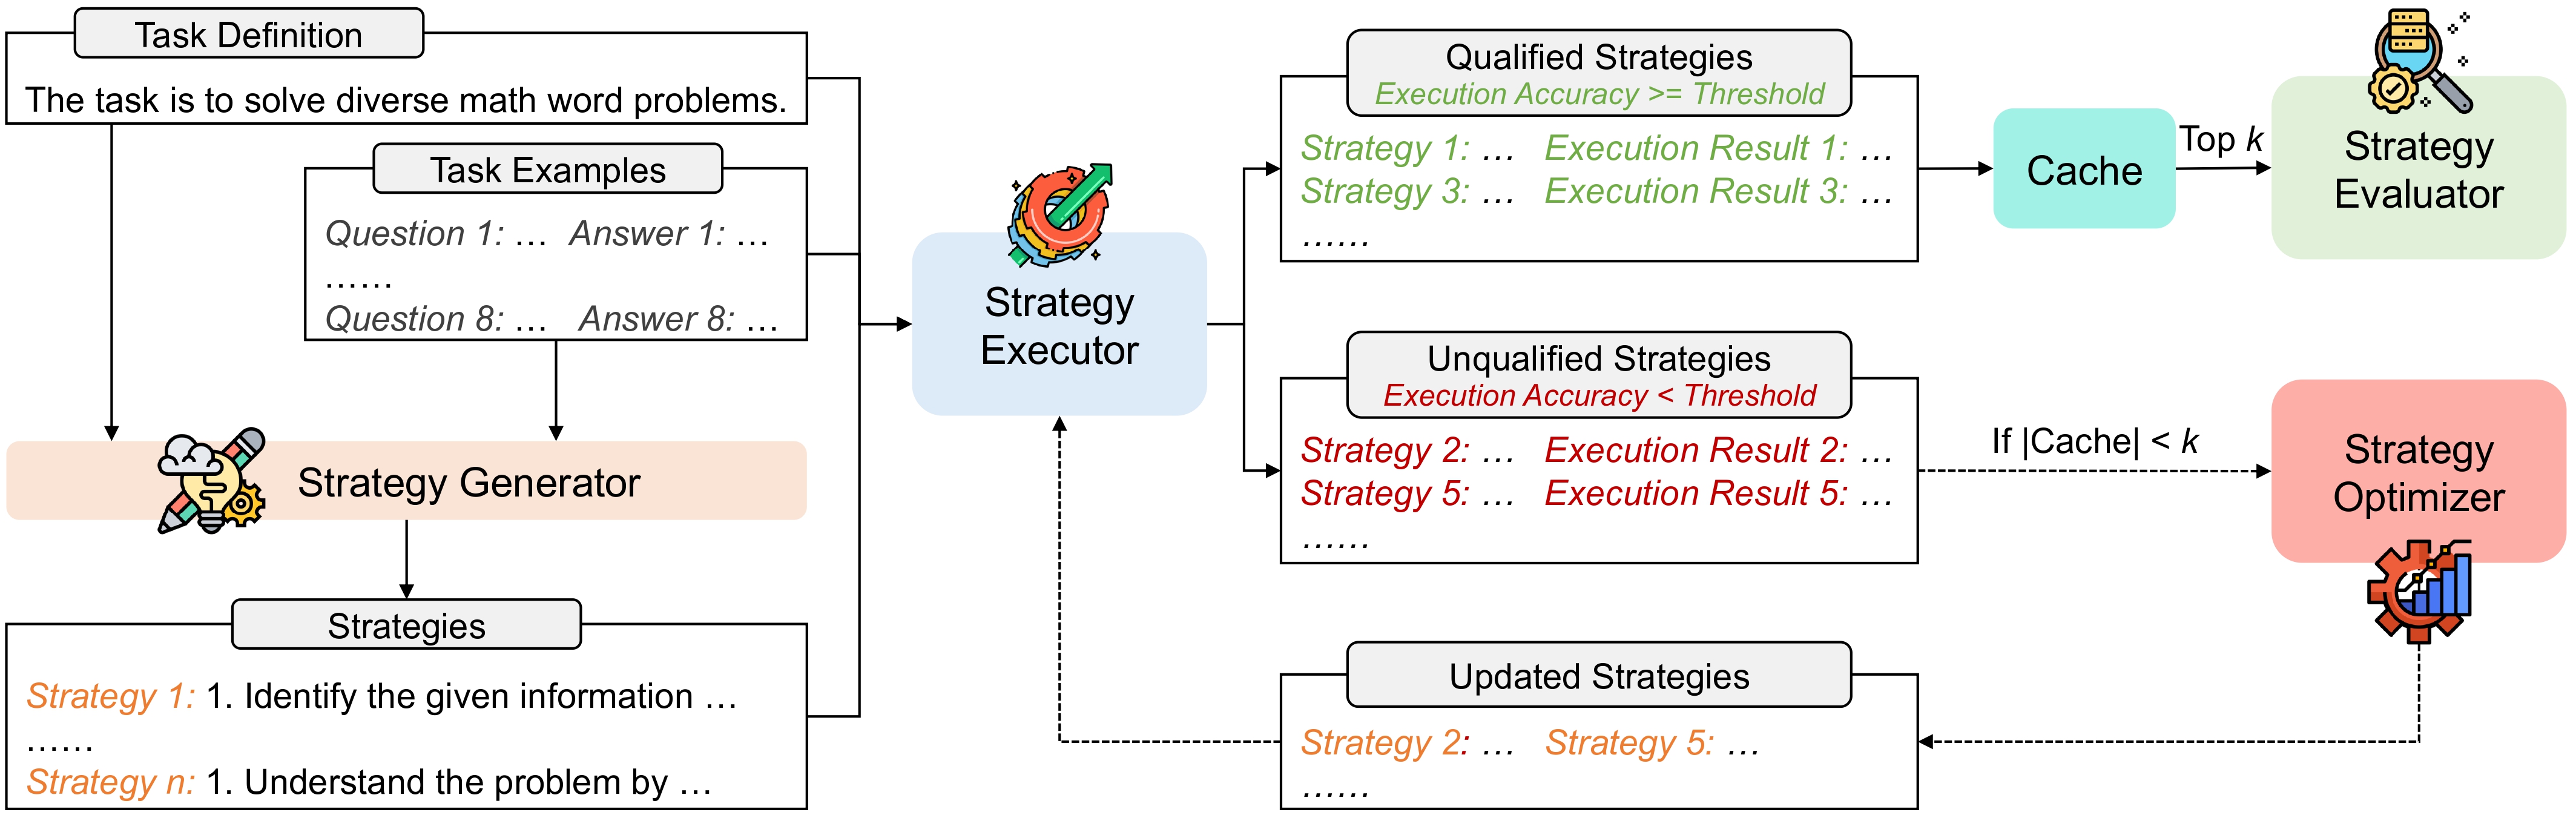 Task Definition
The task is to solve diverse math word problems.
Task Examples
Question 1: … Answer 1: …
……
Question 8: … Answer 8: …
Strategy Generator
Strategies
Strategy 1: 1. Identify the given information …
……
Strategy n: 1. Understand the problem by …
Strategy
Executor
Qualified Strategies
Execution Accuracy >= Threshold
Strategy 1: … Execution Result 1: …
Strategy 3: … Execution Result 3: …
……
Cache
Top k
Strategy
Evaluator
Unqualified Strategies
Execution Accuracy < Threshold
Strategy 2: … Execution Result 2: …
Strategy 5: … Execution Result 5: …
……
If |Cache| < k
Strategy
Optimizer
Updated Strategies
Strategy 2: … Strategy 5: …
……